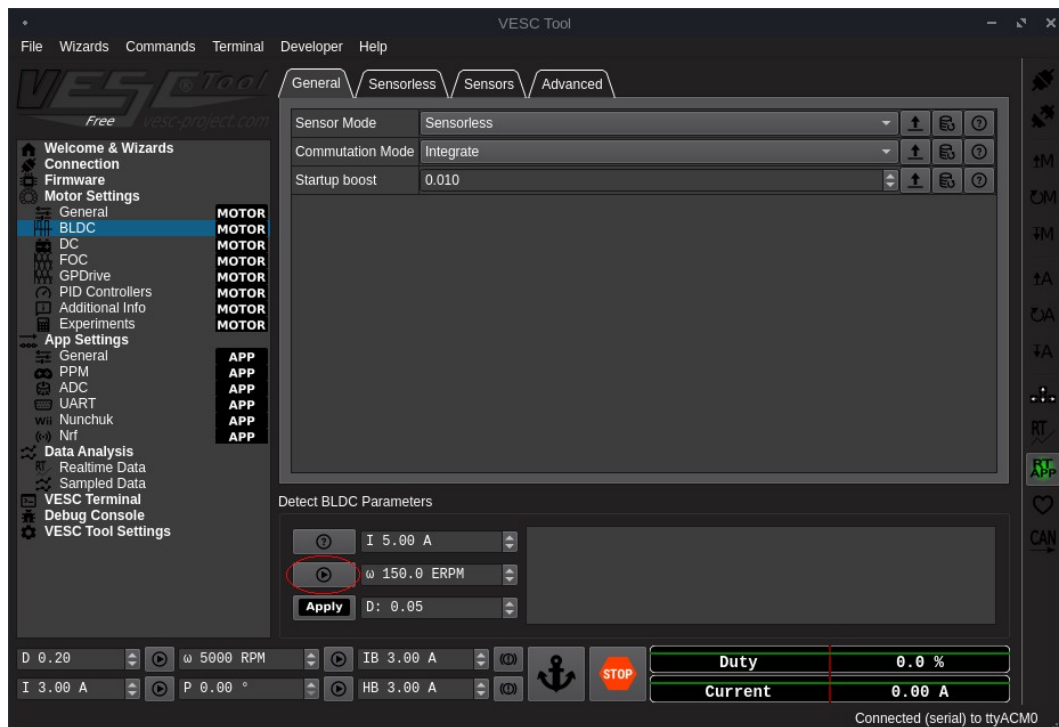 VESC Tool
File Wizards Commands Terminal Developer Help
VESC Tool
®
Free vesc-project.com
General Sensorless Sensors Advanced
Sensor Mode Sensorless
Commutation Mode Integrate
Startup boost 0.010
Welcome & Wizards
Connection
Firmware
Motor Settings
General MOTOR
BLDC MOTOR
DC MOTOR
FOC MOTOR
GPDrive MOTOR
PID Controllers MOTOR
Additional Info MOTOR
Experiments MOTOR
App Settings
General APP
PPM APP
ADC APP
UART APP
Wii Nunchuk APP
Nrf APP
Data Analysis
RT Realtime Data
Sampled Data
VESC Terminal
Debug Console
VESC Tool Settings
Detect BLDC Parameters
I 5.00 A
ω 150.0 ERPM
Apply D: 0.05
D 0.20 ω 5000 RPM IB 3.00 A
I 3.00 A P 0.00 ° HB 3.00 A
STOP
Duty 0.0 %
Current 0.00 A
M
M
M
A
A
A
RT
RT APP
CAN
Connected (serial) to ttyACM0